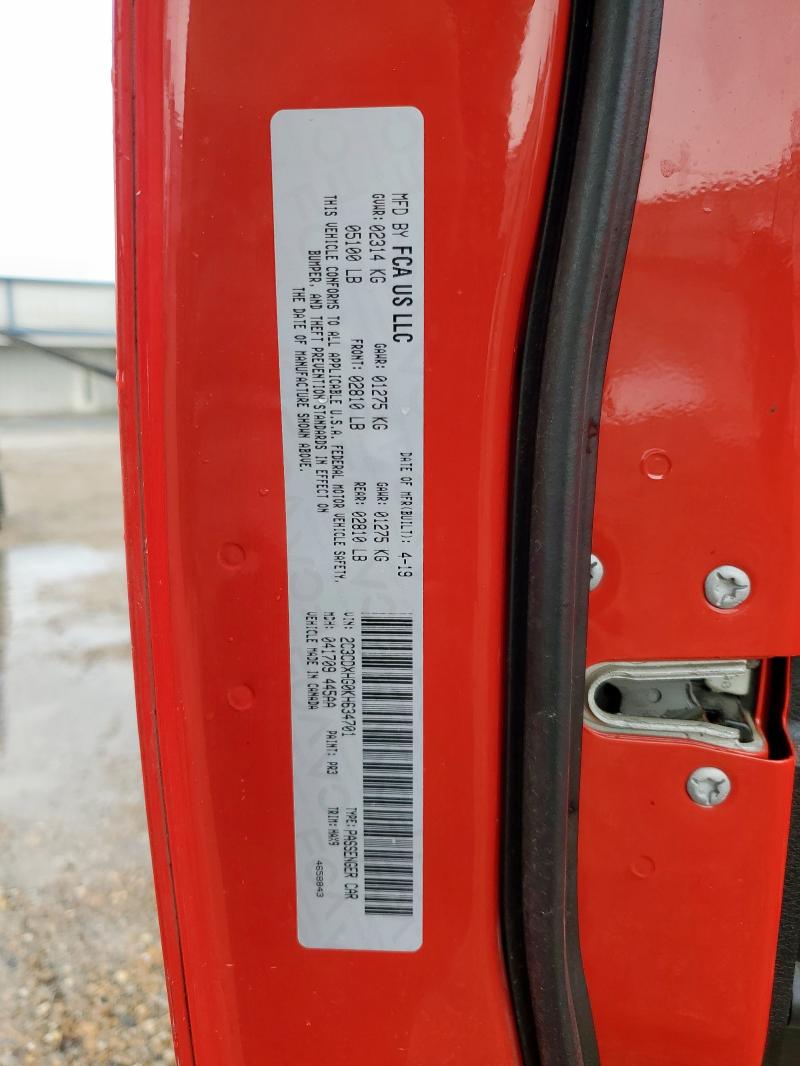 MFD BY FCA US LLC
DATE OF MFR(BUILT): 4-19
GVWR: 02314 KG GAWR: 01275 KG GAWR: 01275 KG
05100 LB FRONT: 02810 LB REAR: 02810 LB
THIS VEHICLE CONFORMS TO ALL APPLICABLE U.S.A. FEDERAL MOTOR VEHICLE SAFETY,
BUMPER, AND THEFT PREVENTION STANDARDS IN EFFECT ON
THE DATE OF MANUFACTURE SHOWN ABOVE.
VIN: 2C3CDXHG0KH634701 TYPE: PASSENGER CAR
MDH: 041709 445AA PAINT: PR3 TRIM: HAX9
VEHICLE MADE IN CANADA
4658843